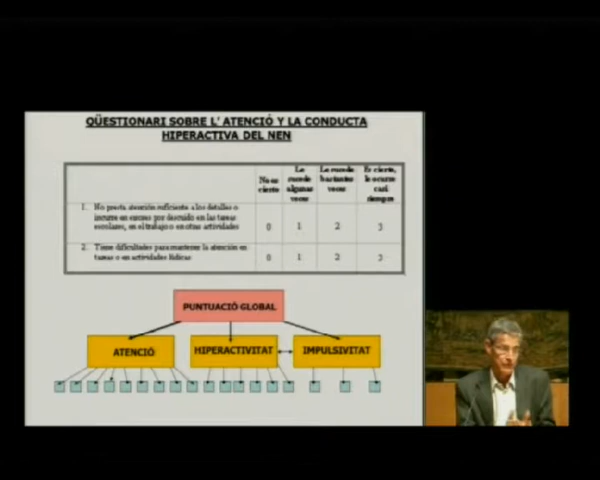 QÜESTIONARI SOBRE L' ATENCIÓ Y LA CONDUCTA
HIPERACTIVA DEL NEN
No es
cierto
Le
sucede
algunas
veces
Le sucede
bastantes
veces
Es cierto,
le ocurre
casi
siempre
1. No presta atención suficiente a los detalles o
incurre en errores por descuido en las tareas
escolares, en el trabajo o en otras actividades
0 1 2 3
2. Tiene dificultades para mantener la atención en
tareas o en actividades lúdicas
0 1 2 3
PUNTUACIÓ GLOBAL
ATENCIÓ
HIPERACTIVITAT
IMPULSIVITAT